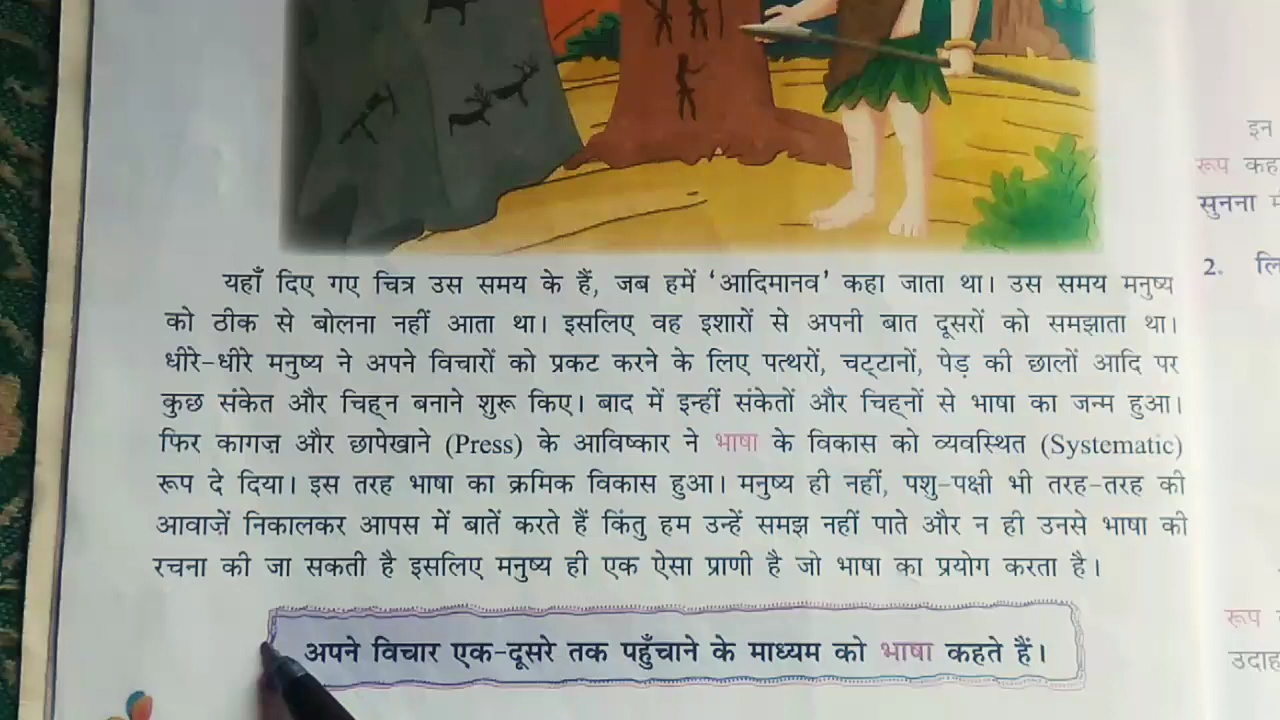 यहाँ दिए गए चित्र उस समय के हैं, जब हमें ‘आदिमानव’ कहा जाता था। उस समय मनुष्य
को ठीक से बोलना नहीं आता था। इसलिए वह इशारों से अपनी बात दूसरों को समझाता था।
धीरे-धीरे मनुष्य ने अपने विचारों को प्रकट करने के लिए पत्थरों, चट्टानों, पेड़ की छालों आदि पर
कुछ संकेत और चिह्न बनाने शुरू किए। बाद में इन्हीं संकेतों और चिह्नों से भाषा का जन्म हुआ।
फिर कागज़ और छापेखाने (Press) के आविष्कार ने भाषा के विकास को व्यवस्थित (Systematic)
रूप दे दिया। इस तरह भाषा का क्रमिक विकास हुआ। मनुष्य ही नहीं, पशु-पक्षी भी तरह-तरह की
आवाज़ें निकालकर आपस में बातें करते हैं किंतु हम उन्हें समझ नहीं पाते और न ही उनसे भाषा की
रचना की जा सकती है इसलिए मनुष्य ही एक ऐसा प्राणी है जो भाषा का प्रयोग करता है।
अपने विचार एक-दूसरे तक पहुँचाने के माध्यम को भाषा कहते हैं।
इन
रूप
सुनना
2.
रूप